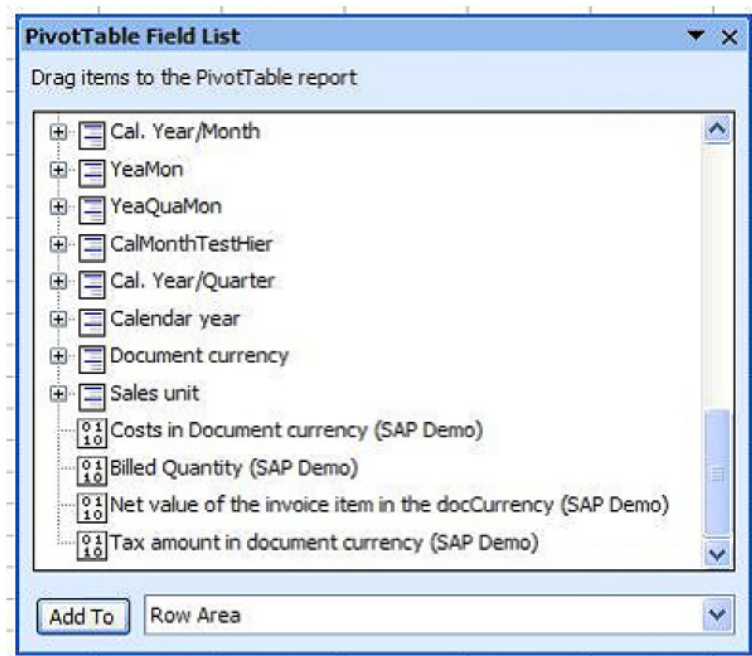 PivotTable Field List
Drag items to the PivotTable report
Cal. Year/Month
YeaMon
YeaQuaMon
CalMonthTestHier
Cal. Year/Quarter
Calendar year
Document currency
Sales unit
Costs in Document currency (SAP Demo)
Billed Quantity (SAP Demo)
Net value of the invoice item in the docCurrency (SAP Demo)
Tax amount in document currency (SAP Demo)
Add To Row Area